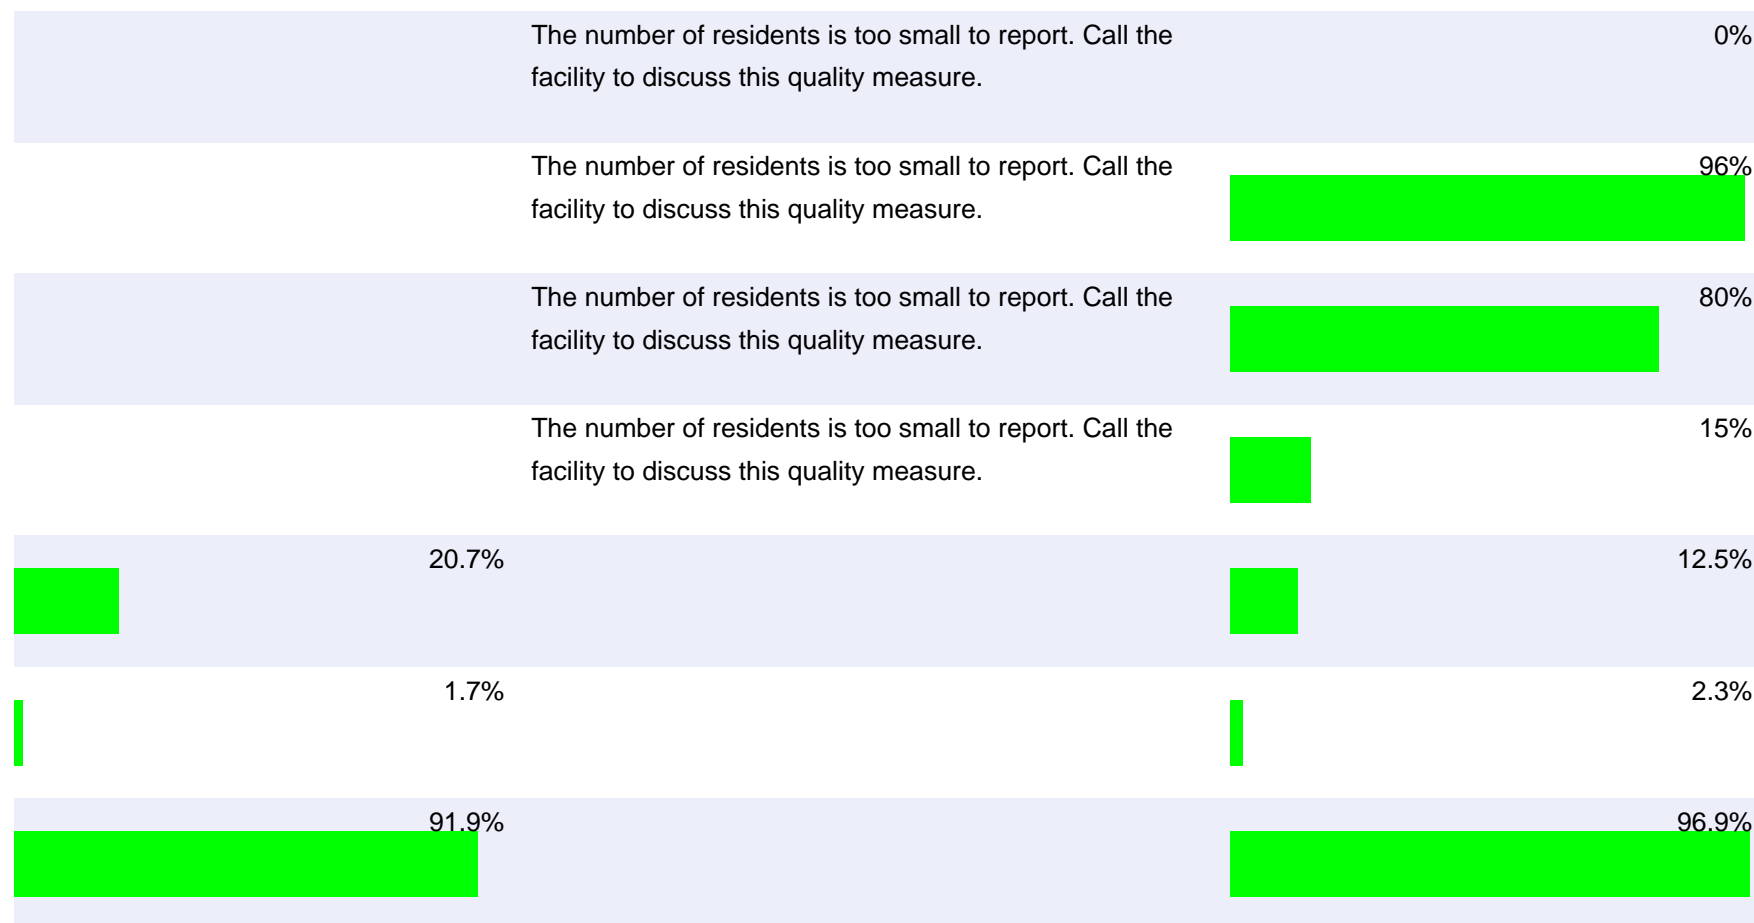 The number of residents is too small to report. Call the 0%
facility to discuss this quality measure.
The number of residents is too small to report. Call the 96%
facility to discuss this quality measure.
The number of residents is too small to report. Call the 80%
facility to discuss this quality measure.
The number of residents is too small to report. Call the 15%
facility to discuss this quality measure.
20.7% 12.5%
1.7% 2.3%
91.9% 96.9%